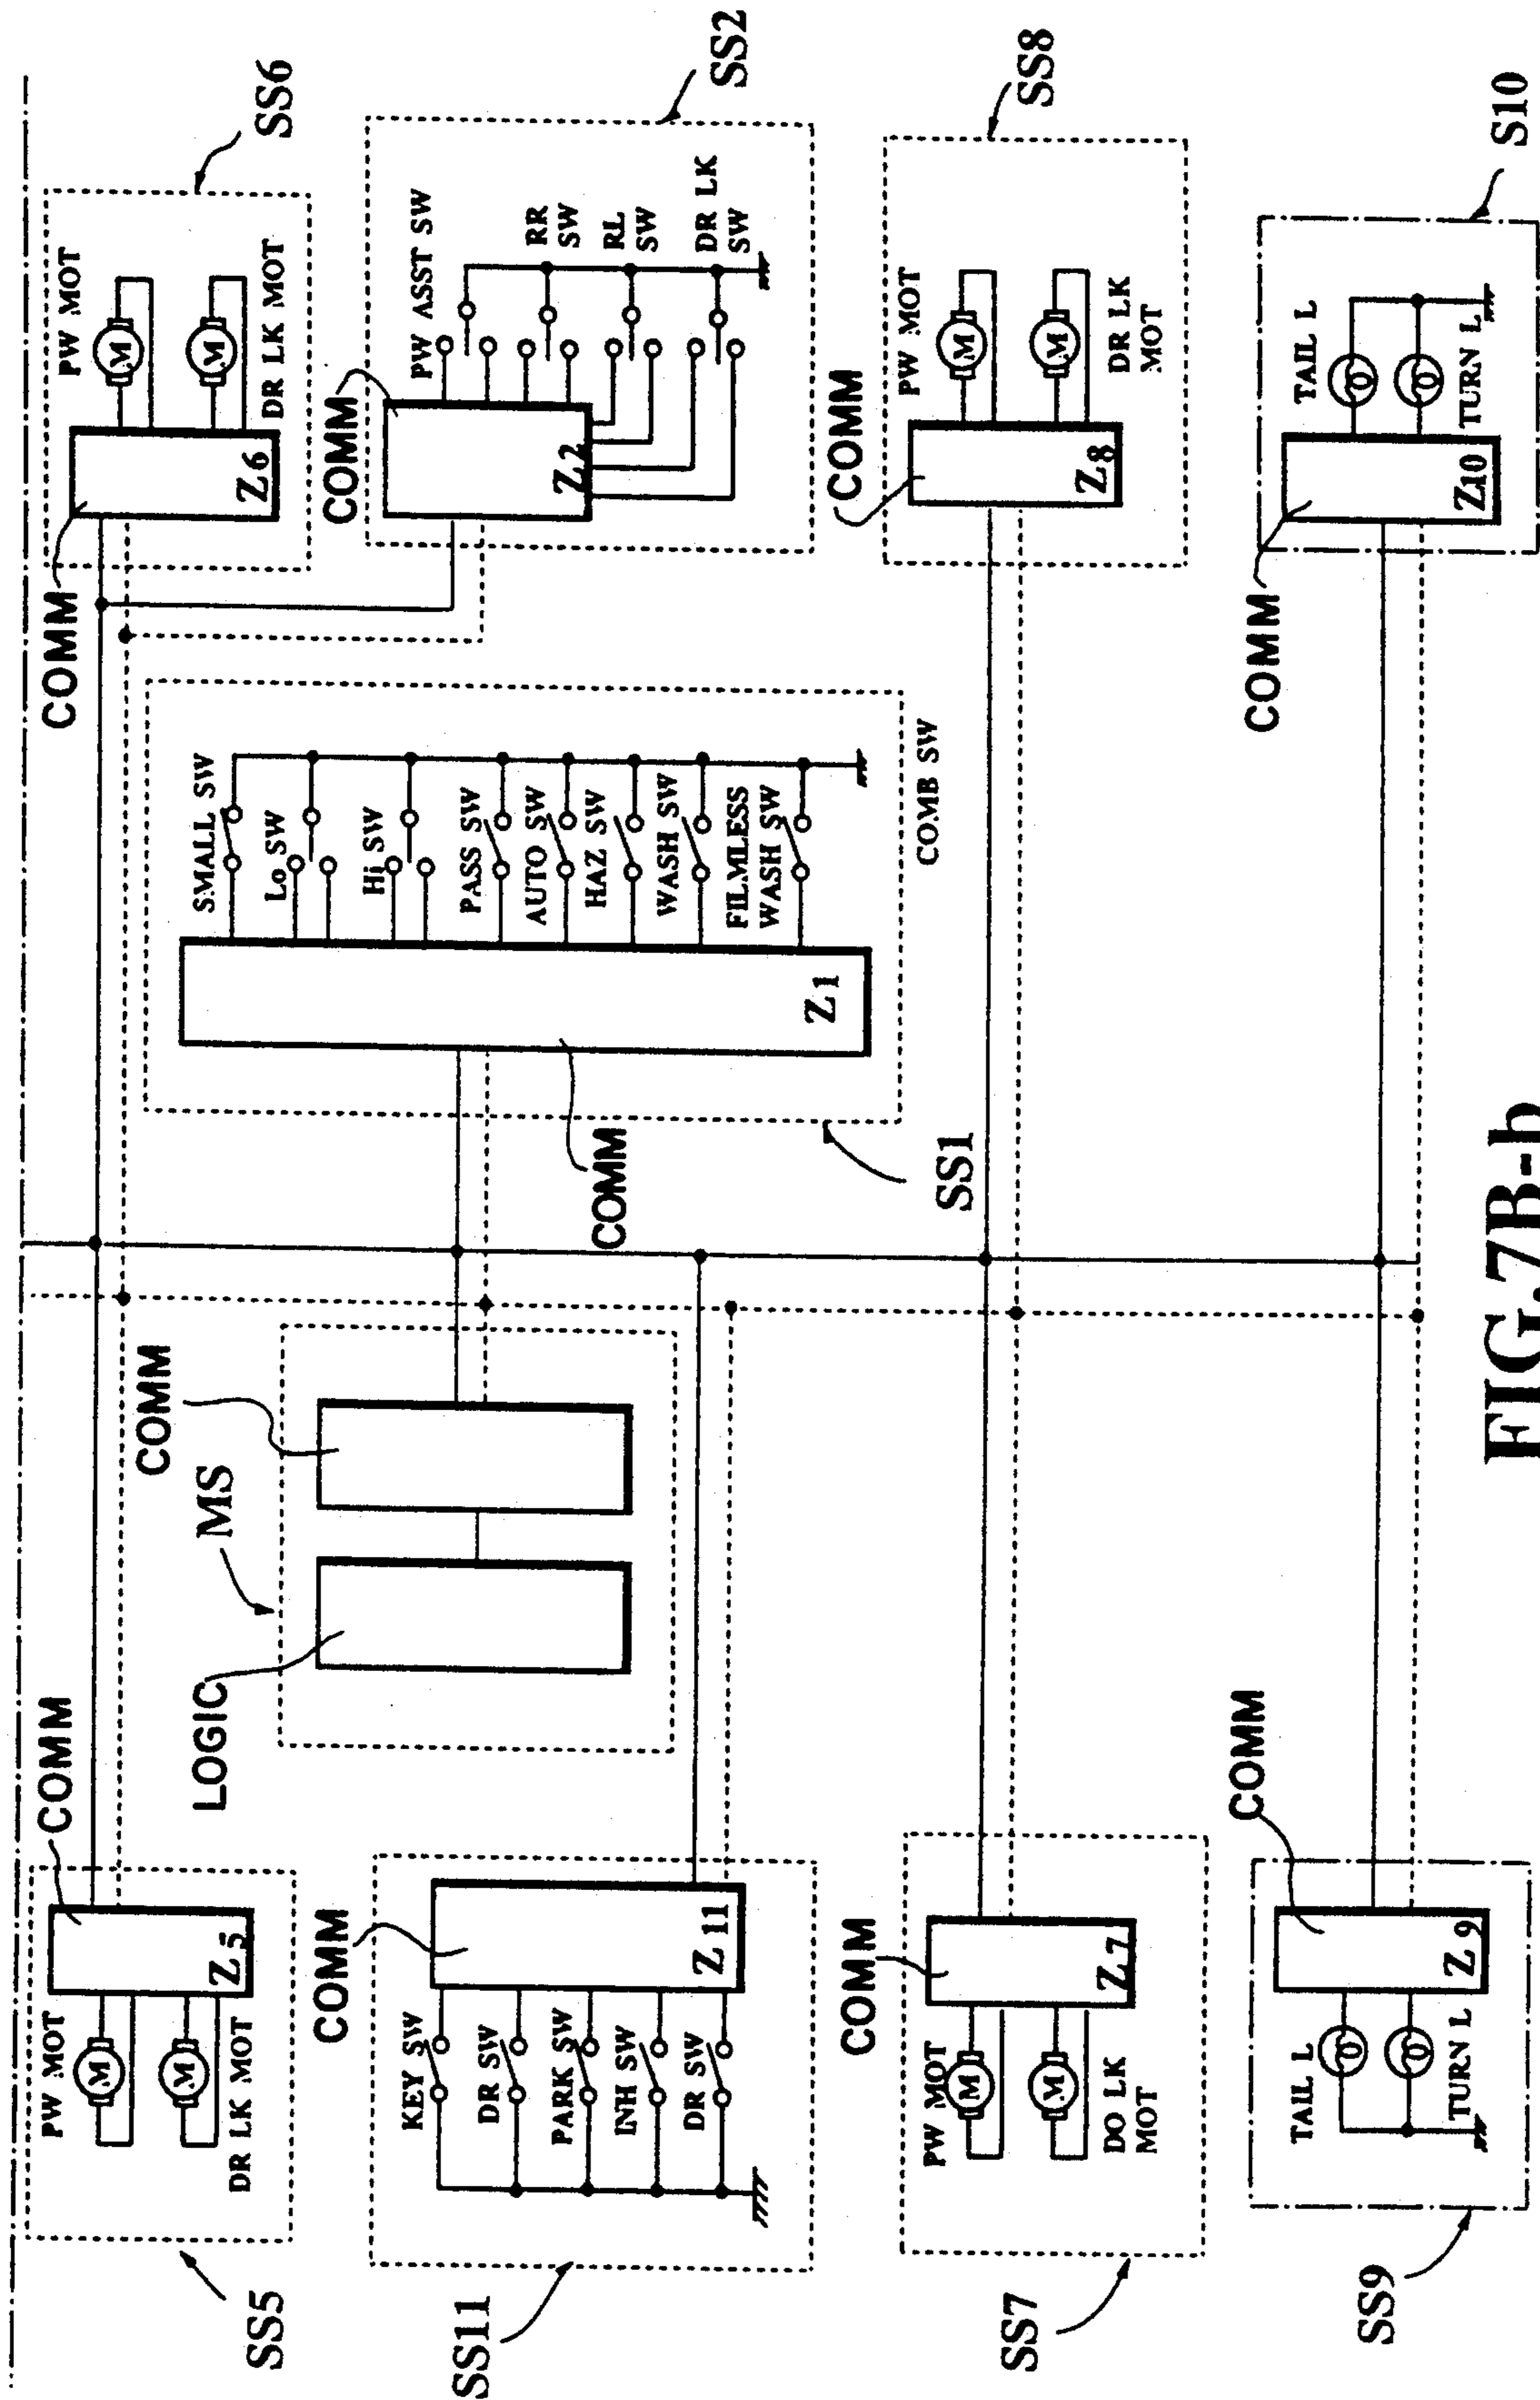 SS5
PW MOT
DR LK MOT
Z5
COMM
COMM
SS6
PW MOT
DR LK MOT
Z6
SS11
KEY SW
DR SW
PARK SW
INH SW
DR SW
COMM
Z11
MS
LOGIC
COMM
SS1
COMM
Z1
SMALL SW
Lo SW
Hi SW
PASS SW
AUTO SW
HAZ SW
WASH SW
FILMLESS
WASH SW
COMB SW
SS2
COMM
Z2
PW ASST SW
RR
SW
RL
SW
DR LK
SW
SS7
PW MOT
DO LK
MOT
COMM
Z7
SS8
COMM
Z8
PW MOT
DR LK
MOT
SS9
TAIL L
TURN L
COMM
Z9
S10
COMM
Z10
TAIL L
TURN L
FIG.7B-b